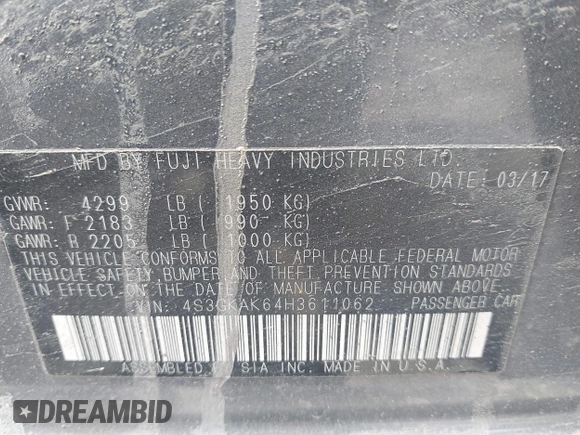 MFD BY FUJI HEAVY INDUSTRIES LTD.
DATE: 03/17
GVWR: 4299 LB ( 1950 KG)
GAWR: F 2183 LB ( 990 KG)
GAWR: R 2205 LB ( 1000 KG)
THIS VEHICLE CONFORMS TO ALL APPLICABLE FEDERAL MOTOR
VEHICLE SAFETY, BUMPER AND THEFT PREVENTION STANDARDS
IN EFFECT ON THE DATE OF MANUFACTURE SHOWN ABOVE.
VIN: 4S3GKAK64H3611062 PASSENGER CAR
ASSEMBLED SIA INC. MADE IN U.S.A.
DREAMBID